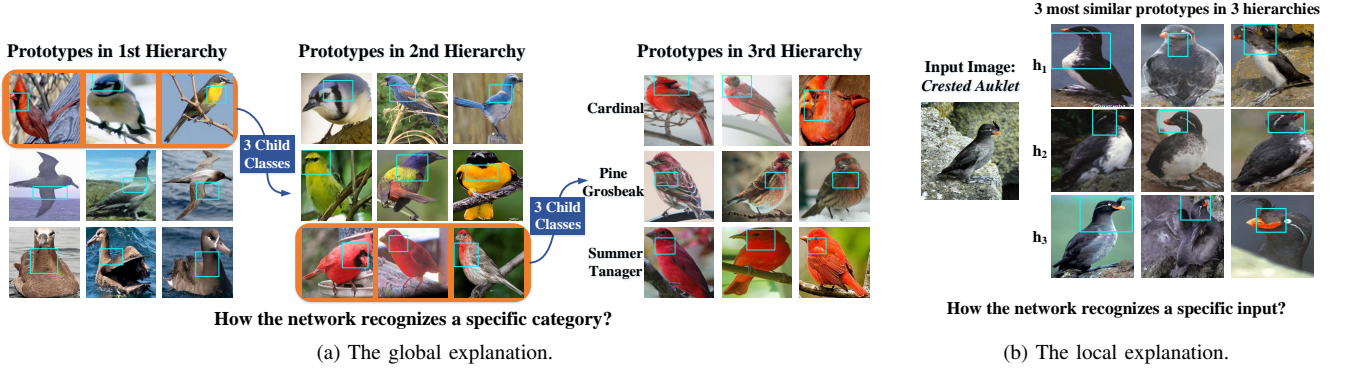 Prototypes in 1st Hierarchy
Prototypes in 2nd Hierarchy
Prototypes in 3rd Hierarchy
3 Child
Classes
3 Child
Classes
Cardinal
Pine
Grosbeak
Summer
Tanager
How the network recognizes a specific category?
(a) The global explanation.
3 most similar prototypes in 3 hierarchies
Input Image:
Crested Auklet
h1
h2
h3
How the network recognizes a specific input?
(b) The local explanation.